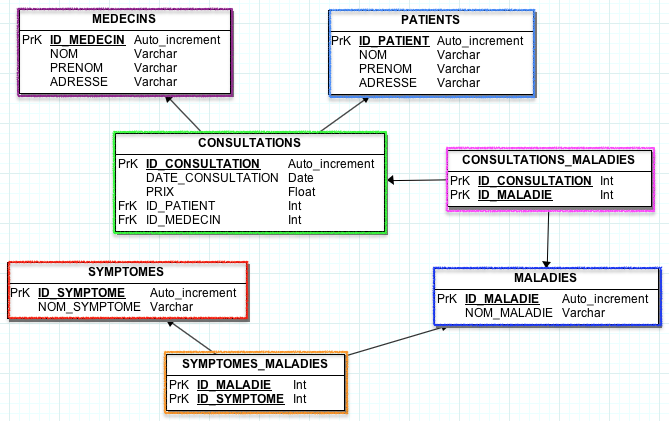 MEDECINS
PrK ID_MEDECIN Auto_increment
NOM Varchar
PRENOM Varchar
ADRESSE Varchar
PATIENTS
PrK ID_PATIENT Auto_increment
NOM Varchar
PRENOM Varchar
ADRESSE Varchar
CONSULTATIONS
PrK ID_CONSULTATION Auto_increment
DATE_CONSULTATION Date
PRIX Float
FrK ID_PATIENT Int
FrK ID_MEDECIN Int
CONSULTATIONS_MALADIES
PrK ID_CONSULTATION Int
PrK ID_MALADIE Int
SYMPTOMES
PrK ID_SYMPTOME Auto_increment
NOM_SYMPTOME Varchar
MALADIES
PrK ID_MALADIE Auto_increment
NOM_MALADIE Varchar
SYMPTOMES_MALADIES
PrK ID_MALADIE Int
PrK ID_SYMPTOME Int